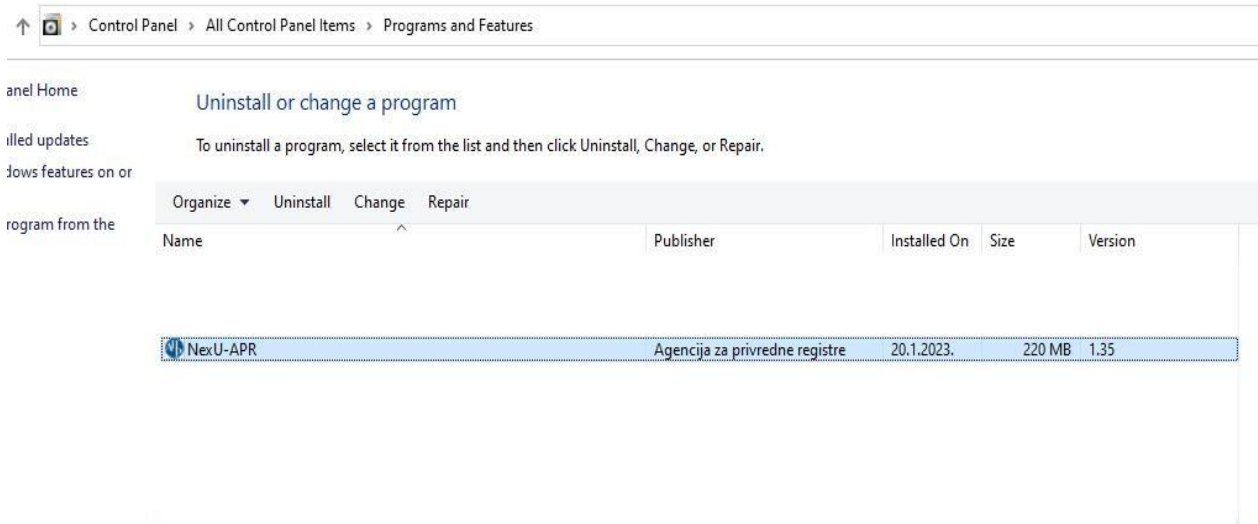 Control Panel > All Control Panel Items > Programs and Features
anel Home
Uninstall or change a program
lled updates
To uninstall a program, select it from the list and then click Uninstall, Change, or Repair.
dows features on or
Organize Uninstall Change Repair
rogram from the
Name Publisher Installed On Size Version
NexU-APR Agencija za privredne registre 20.1.2023. 220 MB 1.35